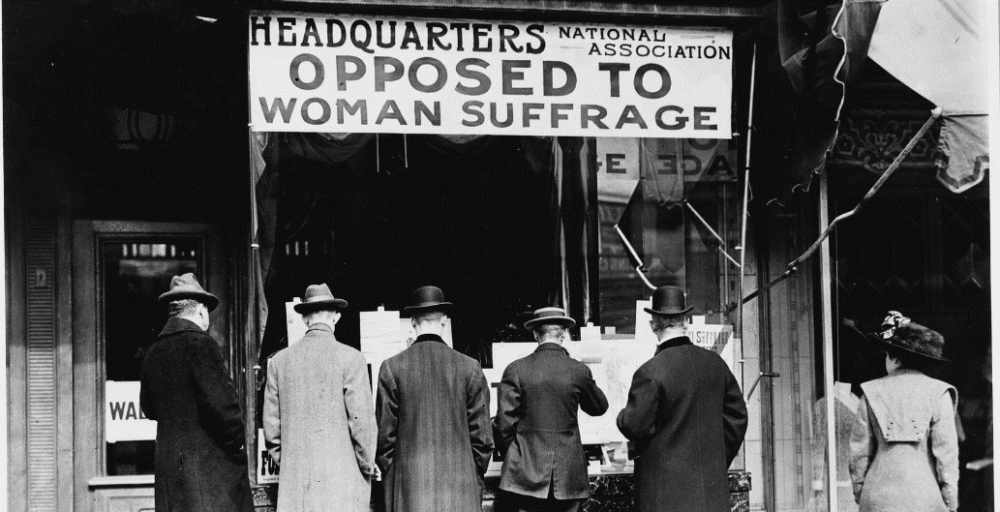 HEADQUARTERS NATIONAL
ASSOCIATION
OPPOSED TO
WOMAN SUFFRAGE